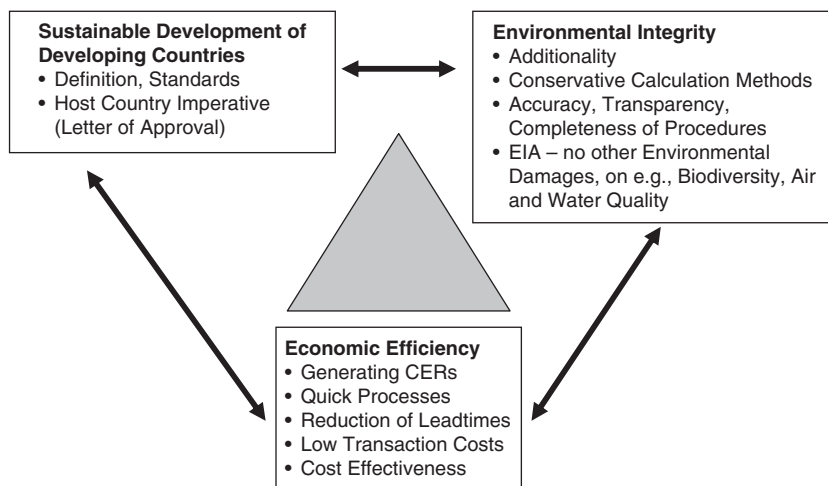 Sustainable Development of
Developing Countries
• Definition, Standards
• Host Country Imperative
(Letter of Approval)
Environmental Integrity
• Additionality
• Conservative Calculation Methods
• Accuracy, Transparency,
Completeness of Procedures
• EIA – no other Environmental
Damages, on e.g., Biodiversity, Air
and Water Quality
Economic Efficiency
• Generating CERs
• Quick Processes
• Reduction of Leadtimes
• Low Transaction Costs
• Cost Effectiveness